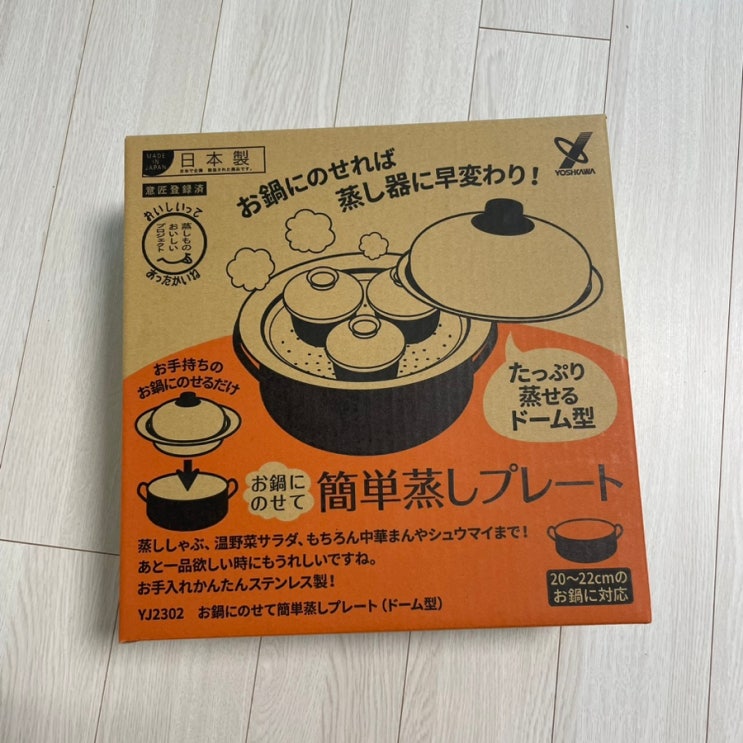 MADE IN JAPAN
日本製
意匠登録済
おいしいって
蒸しもの
おいしい
プロジェクト
あったかいね
お鍋にのせれば
蒸し器に早変わり！
YOSHIKAWA
お手持ちの
お鍋にのせるだけ
たっぷり
蒸せる
ドーム型
お鍋に
のせて
簡単蒸しプレート
蒸ししゃぶ、温野菜サラダ、もちろん中華まんやシュウマイまで！
あと一品欲しい時にもうれしいですね。
お手入れかんたんステンレス製！
20～22cmの
お鍋に対応
YJ2302 お鍋にのせて簡単蒸しプレート（ドーム型）